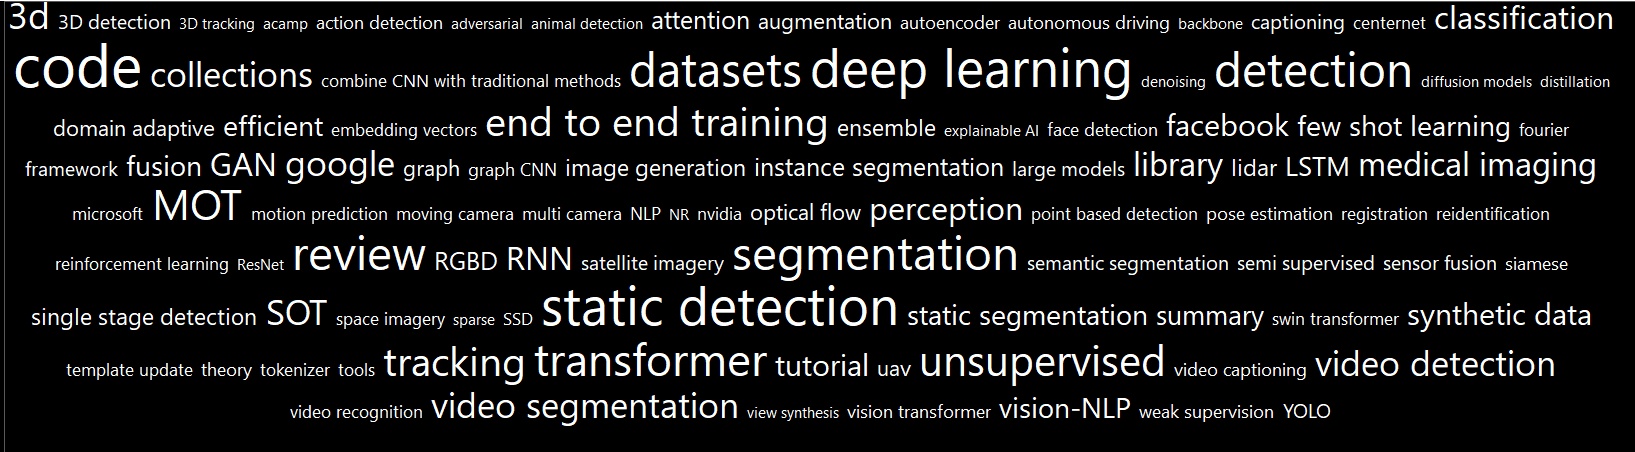 3d 3D detection 3D tracking acamp action detection adversarial animal detection attention augmentation autoencoder autonomous driving backbone captioning centernet classification
code collections combine CNN with traditional methods datasets deep learning denoising detection diffusion models distillation
domain adaptive efficient embedding vectors end to end training ensemble explainable AI face detection facebook few shot learning fourier
framework fusion GAN google graph graph CNN image generation instance segmentation large models library lidar LSTM medical imaging
microsoft MOT motion prediction moving camera multi camera NLP NR nvidia optical flow perception point based detection pose estimation registration reidentification
reinforcement learning ResNet review RGBD RNN satellite imagery segmentation semantic segmentation semi supervised sensor fusion siamese
single stage detection SOT space imagery sparse SSD static detection static segmentation summary swin transformer synthetic data
template update theory tokenizer tools tracking transformer tutorial uav unsupervised video captioning video detection
video recognition video segmentation view synthesis vision transformer vision-NLP weak supervision YOLO